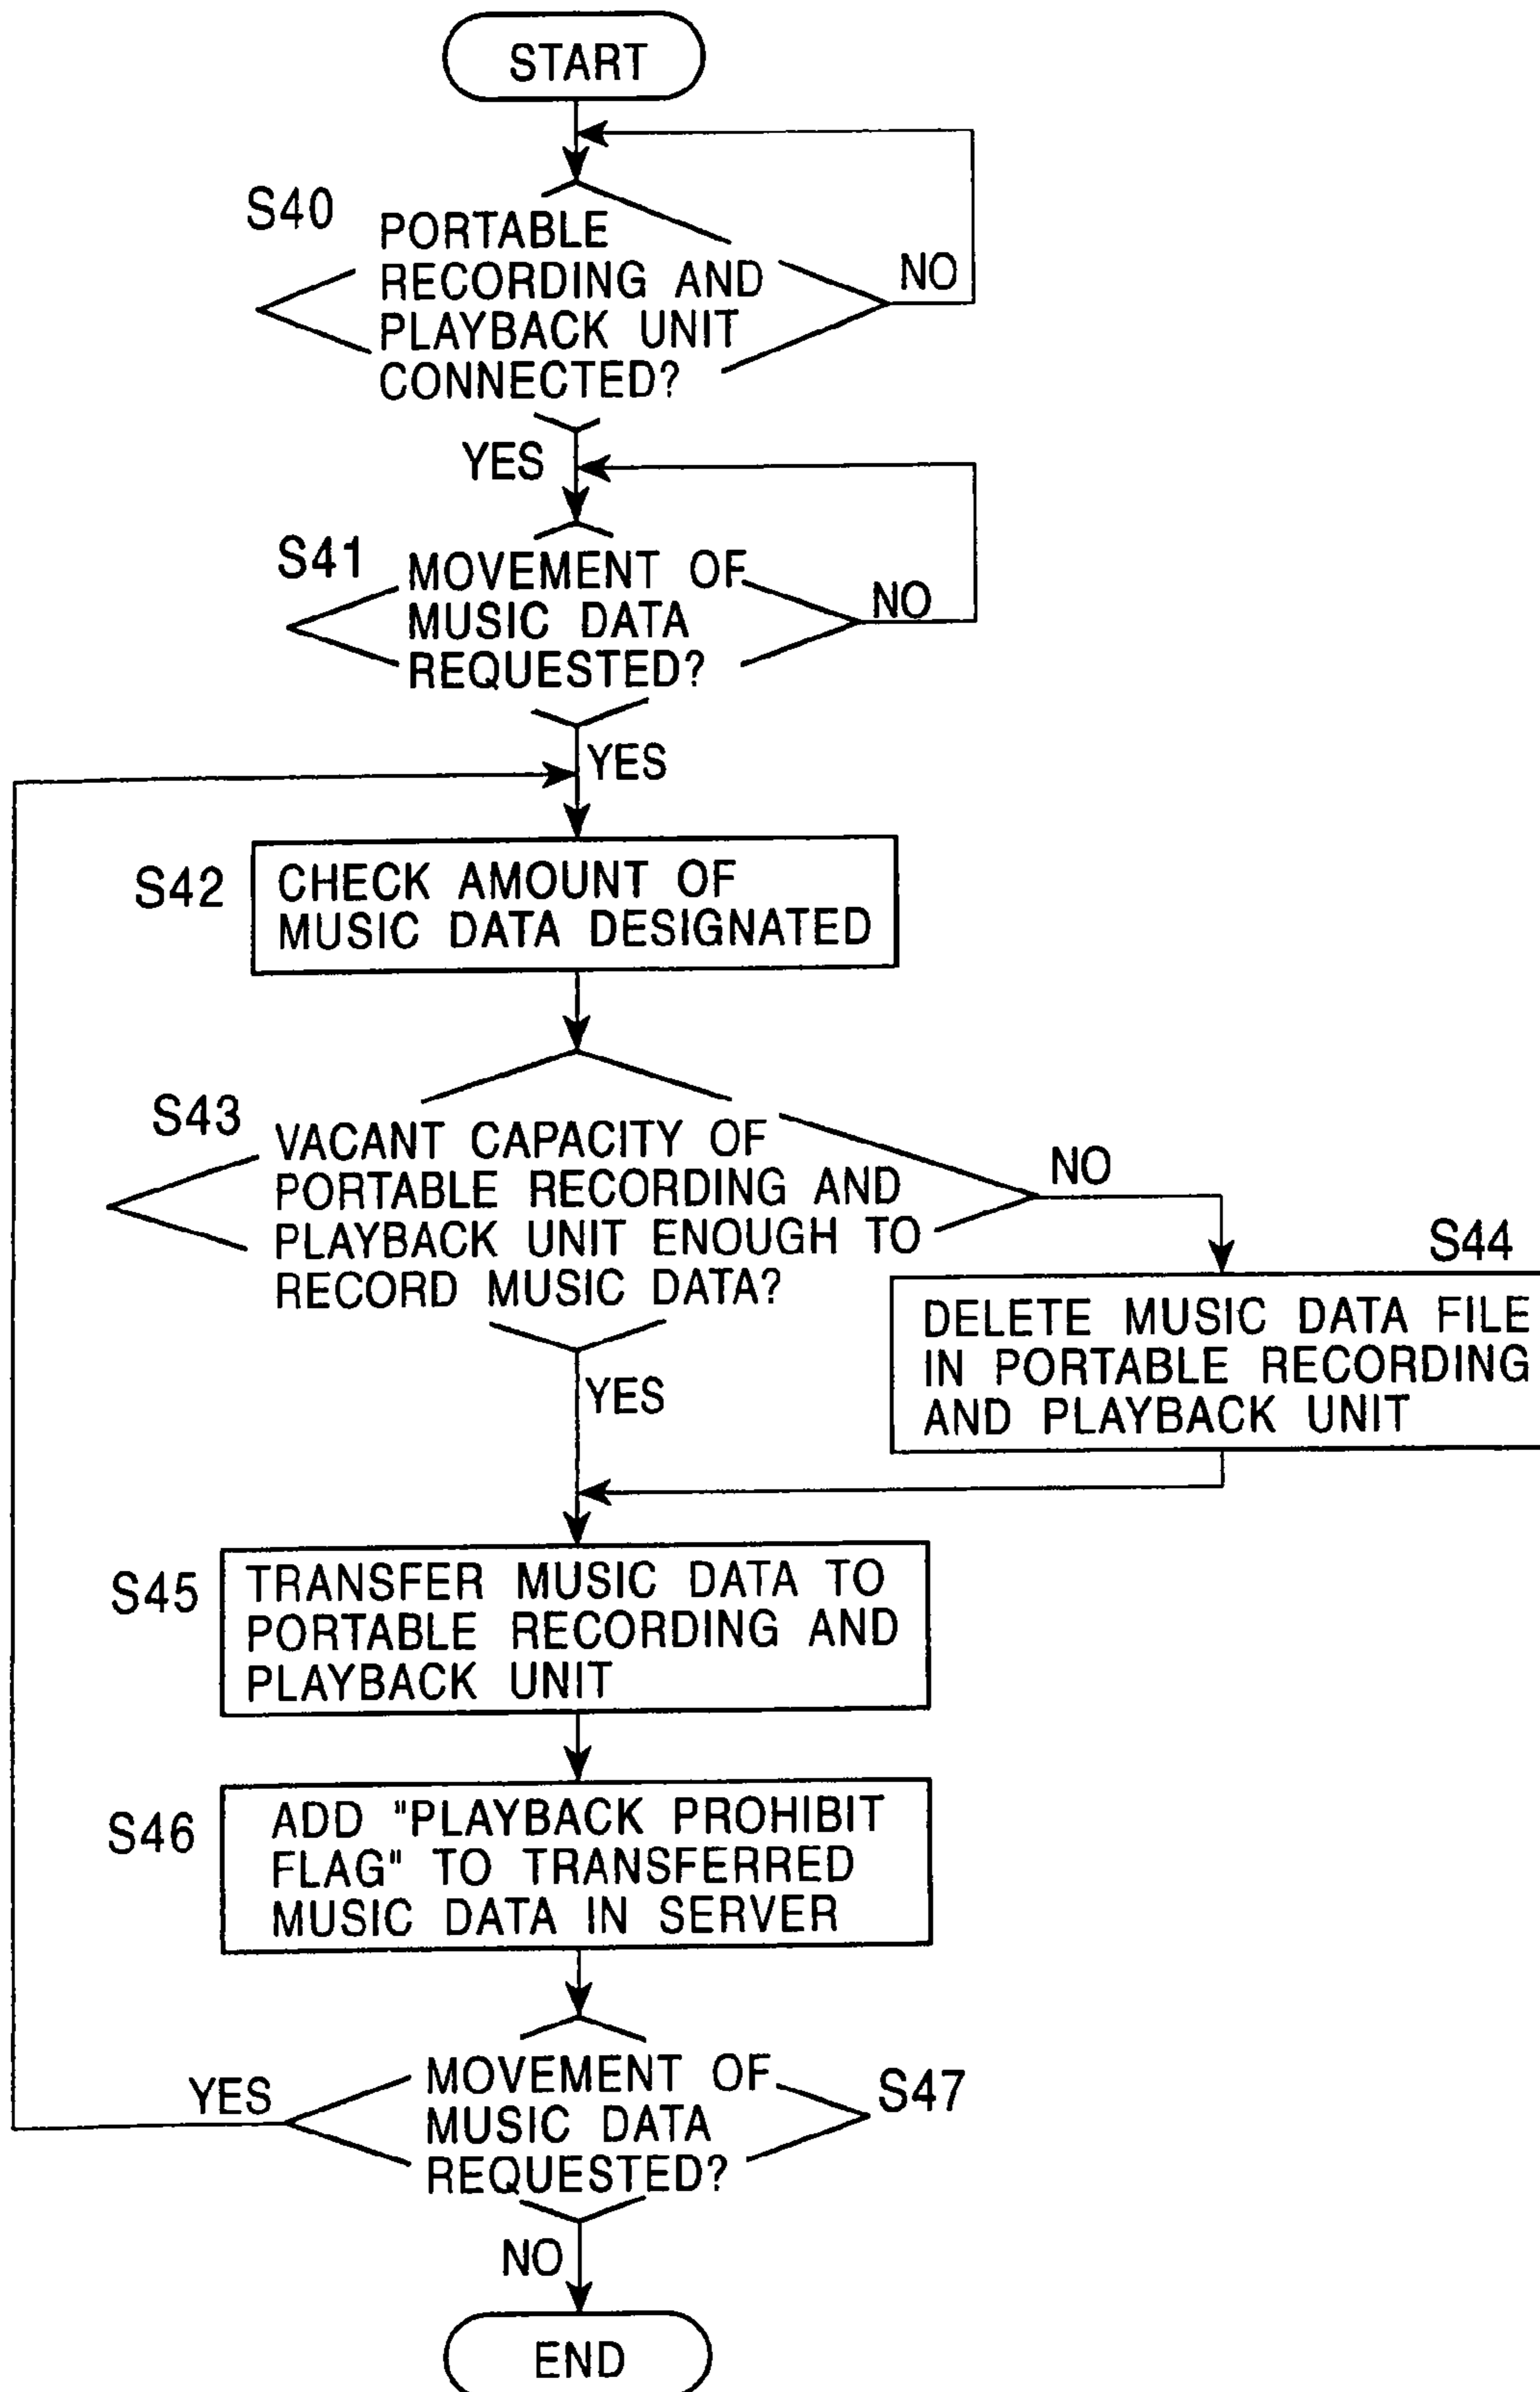 START
S40
PORTABLE
RECORDING AND
PLAYBACK UNIT
CONNECTED?
NO
YES
S41
MOVEMENT OF
MUSIC DATA
REQUESTED?
NO
YES
S42
CHECK AMOUNT OF
MUSIC DATA DESIGNATED
S43
VACANT CAPACITY OF
PORTABLE RECORDING AND
PLAYBACK UNIT ENOUGH TO
RECORD MUSIC DATA?
NO
YES
S44
DELETE MUSIC DATA FILE
IN PORTABLE RECORDING
AND PLAYBACK UNIT
S45
TRANSFER MUSIC DATA TO
PORTABLE RECORDING AND
PLAYBACK UNIT
S46
ADD "PLAYBACK PROHIBIT
FLAG" TO TRANSFERRED
MUSIC DATA IN SERVER
S47
MOVEMENT OF
MUSIC DATA
REQUESTED?
YES
NO
END